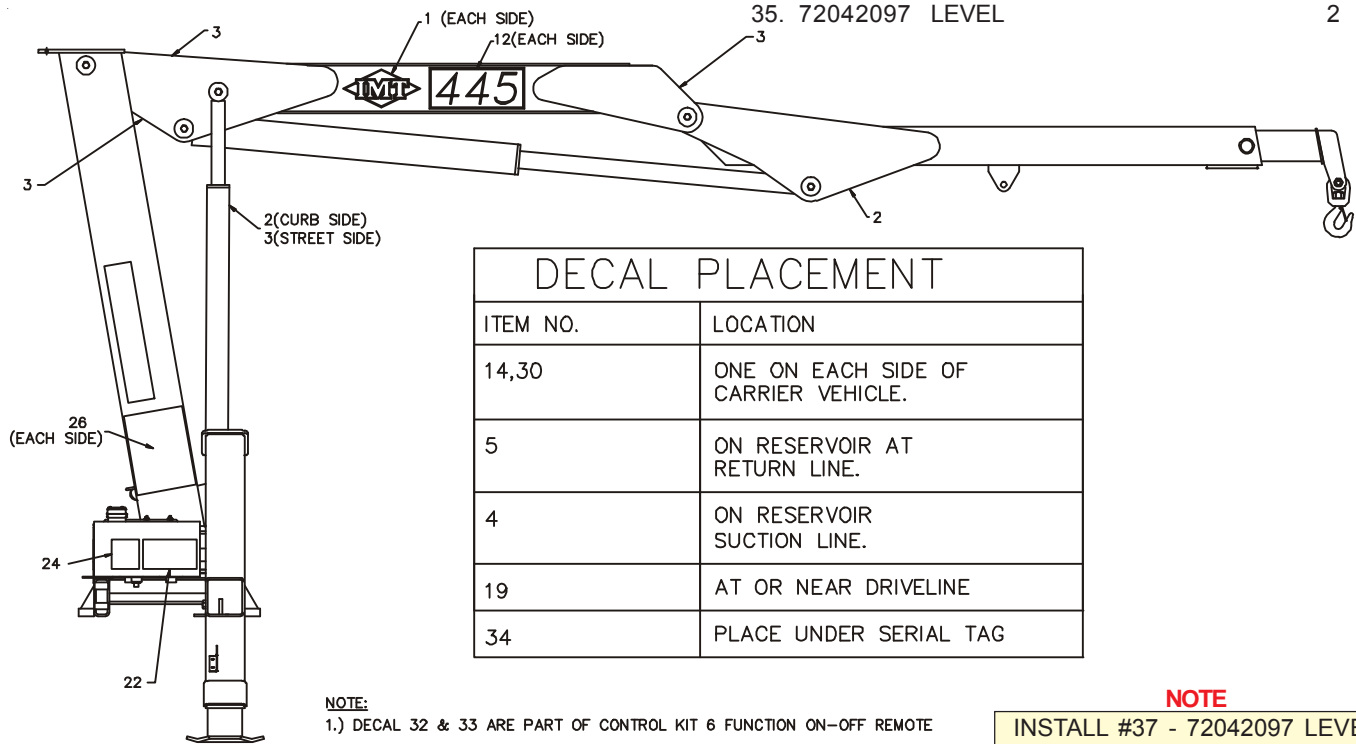 35. 72042097 LEVEL 2
1 (EACH SIDE)
12(EACH SIDE)
3
3
IMT
445
3
2(CURB SIDE)
3(STREET SIDE)
2
26
(EACH SIDE)
24
22
DECAL PLACEMENT
ITEM NO. LOCATION
14,30 ONE ON EACH SIDE OF
CARRIER VEHICLE.
5 ON RESERVOIR AT
RETURN LINE.
4 ON RESERVOIR
SUCTION LINE.
19 AT OR NEAR DRIVELINE
34 PLACE UNDER SERIAL TAG
NOTE:
1.) DECAL 32 & 33 ARE PART OF CONTROL KIT 6 FUNCTION ON-OFF REMOTE
NOTE
INSTALL #37 - 72042097 LEVE